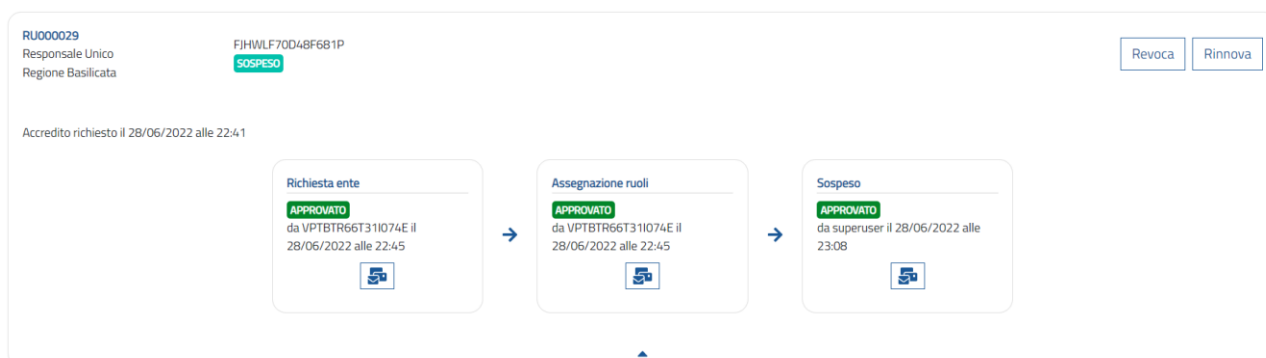 RU000029
Responsale Unico
Regione Basilicata
FJHWLF70D48F681P
SOSPESO
Revoca
Rinnova
Accredito richiesto il 28/06/2022 alle 22:41
Richiesta ente
APPROVATO
da VPTBTR66T31I074E il
28/06/2022 alle 22:45
Assegnazione ruoli
APPROVATO
da VPTBTR66T31I074E il
28/06/2022 alle 22:45
Sospeso
APPROVATO
da superuser il 28/06/2022 alle
23:08